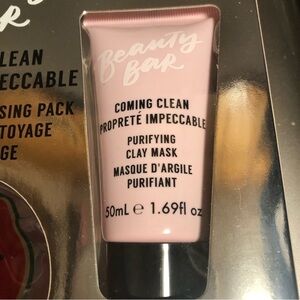 LEAN
PECCABLE
SING PACK
TTOYAGE
GE
Beauty
Bar
COMING CLEAN
PROPRETÉ IMPECCABLE
PURIFYING
CLAY MASK
MASQUE D'ARGILE
PURIFIANT
50mL e 1.69fl oz